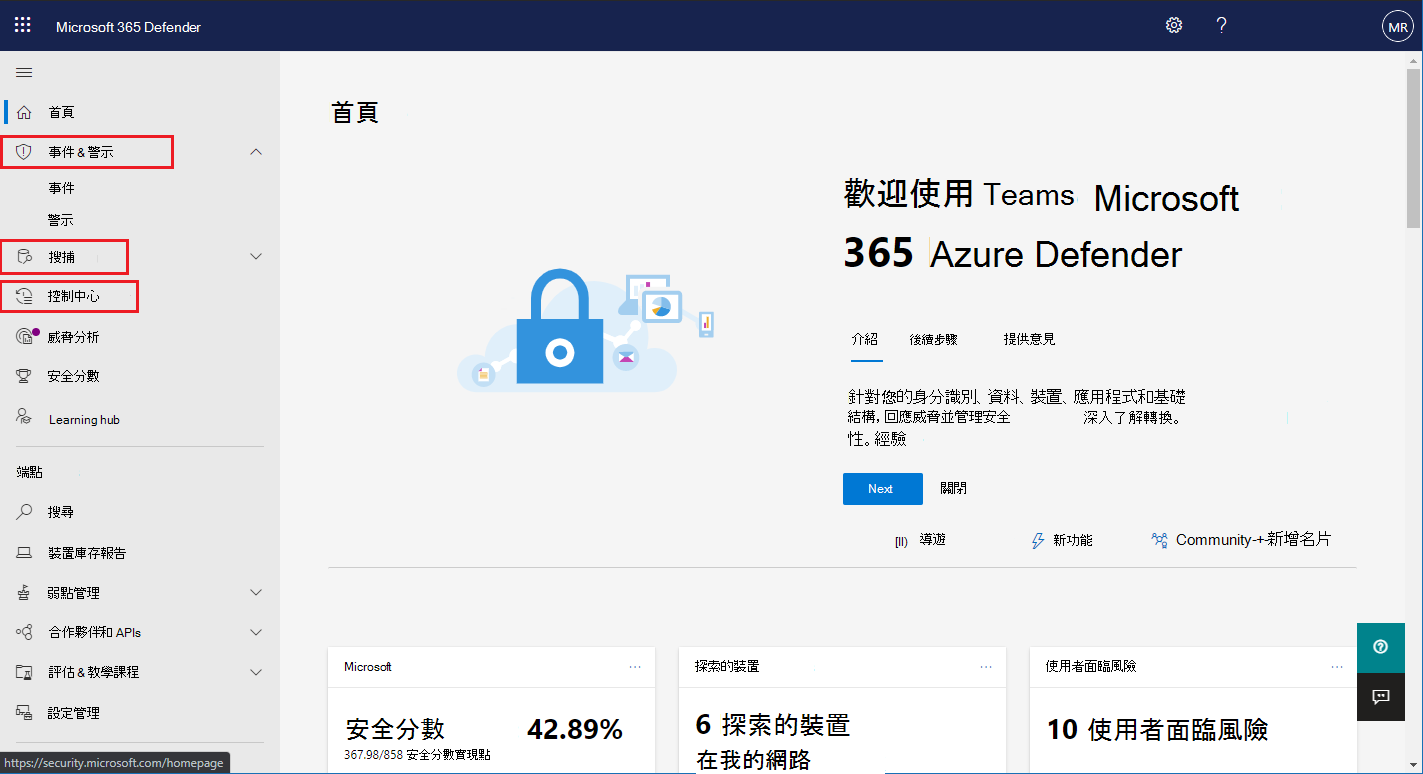 Microsoft 365 Defender
?
MR
首頁
事件 & 警示
事件
警示
搜捕
控制中心
威脅分析
安全分數
Learning hub
端點
搜尋
裝置庫存報告
弱點管理
合作夥伴和 APIs
評估 & 教學課程
設定管理
https://security.microsoft.com/homepage
首頁
歡迎使用 Teams Microsoft
365 Azure Defender
介紹 後續步驟 提供意見
針對您的身分識別、資料、裝置、應用程式和基礎
結構，回應威脅並管理安全 深入了解轉換。
性。經驗
Next 關閉
導遊 新功能 Community-+-新增名片
Microsoft ...
安全分數 42.89%
367.98/858 安全分數實現點
探索的裝置 ...
6 探索的裝置
在我的網路
使用者面臨風險 ...
10 使用者面臨風險